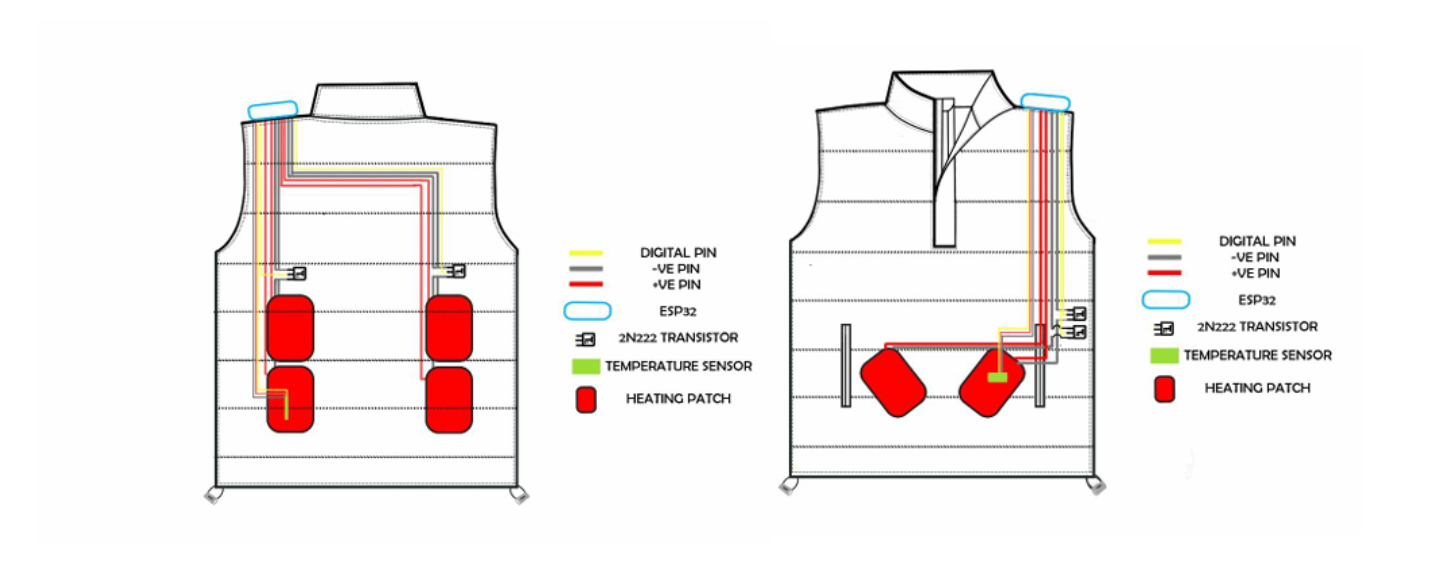 DIGITAL PIN
-VE PIN
+VE PIN
ESP32
2N222 TRANSISTOR
TEMPERATURE SENSOR
HEATING PATCH
DIGITAL PIN
-VE PIN
+VE PIN
ESP32
2N222 TRANSISTOR
TEMPERATURE SENSOR
HEATING PATCH